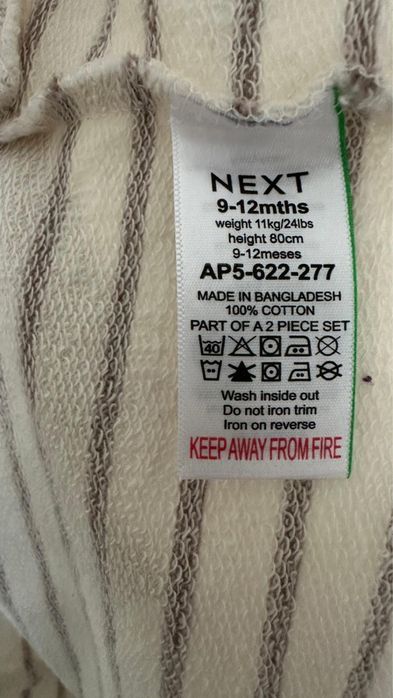 NEXT
9-12mths
weight 11kg/24lbs
height 80cm
9-12meses
AP5-622-277
MADE IN BANGLADESH
100% COTTON
PART OF A 2 PIECE SET
40
Wash inside out
Do not iron trim
Iron on reverse
KEEP AWAY FROM FIRE